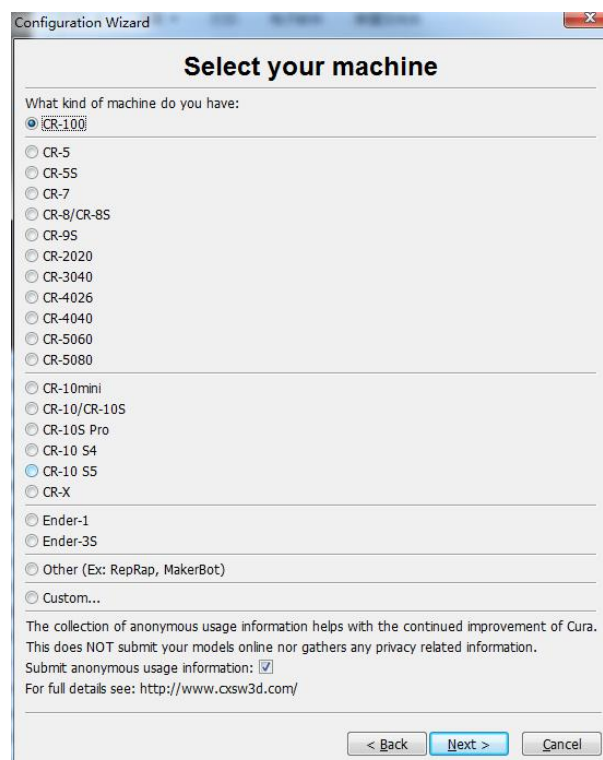 Configuration Wizard
Select your machine
What kind of machine do you have:
CR-100
CR-5
CR-5S
CR-7
CR-8/CR-8S
CR-9S
CR-2020
CR-3040
CR-4026
CR-4040
CR-5060
CR-5080
CR-10mini
CR-10/CR-10S
CR-10S Pro
CR-10 S4
CR-10 S5
CR-X
Ender-1
Ender-3S
Other (Ex: RepRap, MakerBot)
Custom...
The collection of anonymous usage information helps with the continued improvement of Cura.
This does NOT submit your models online nor gathers any privacy related information.
Submit anonymous usage information:
For full details see: http://www.cxsw3d.com/
< Back Next > Cancel